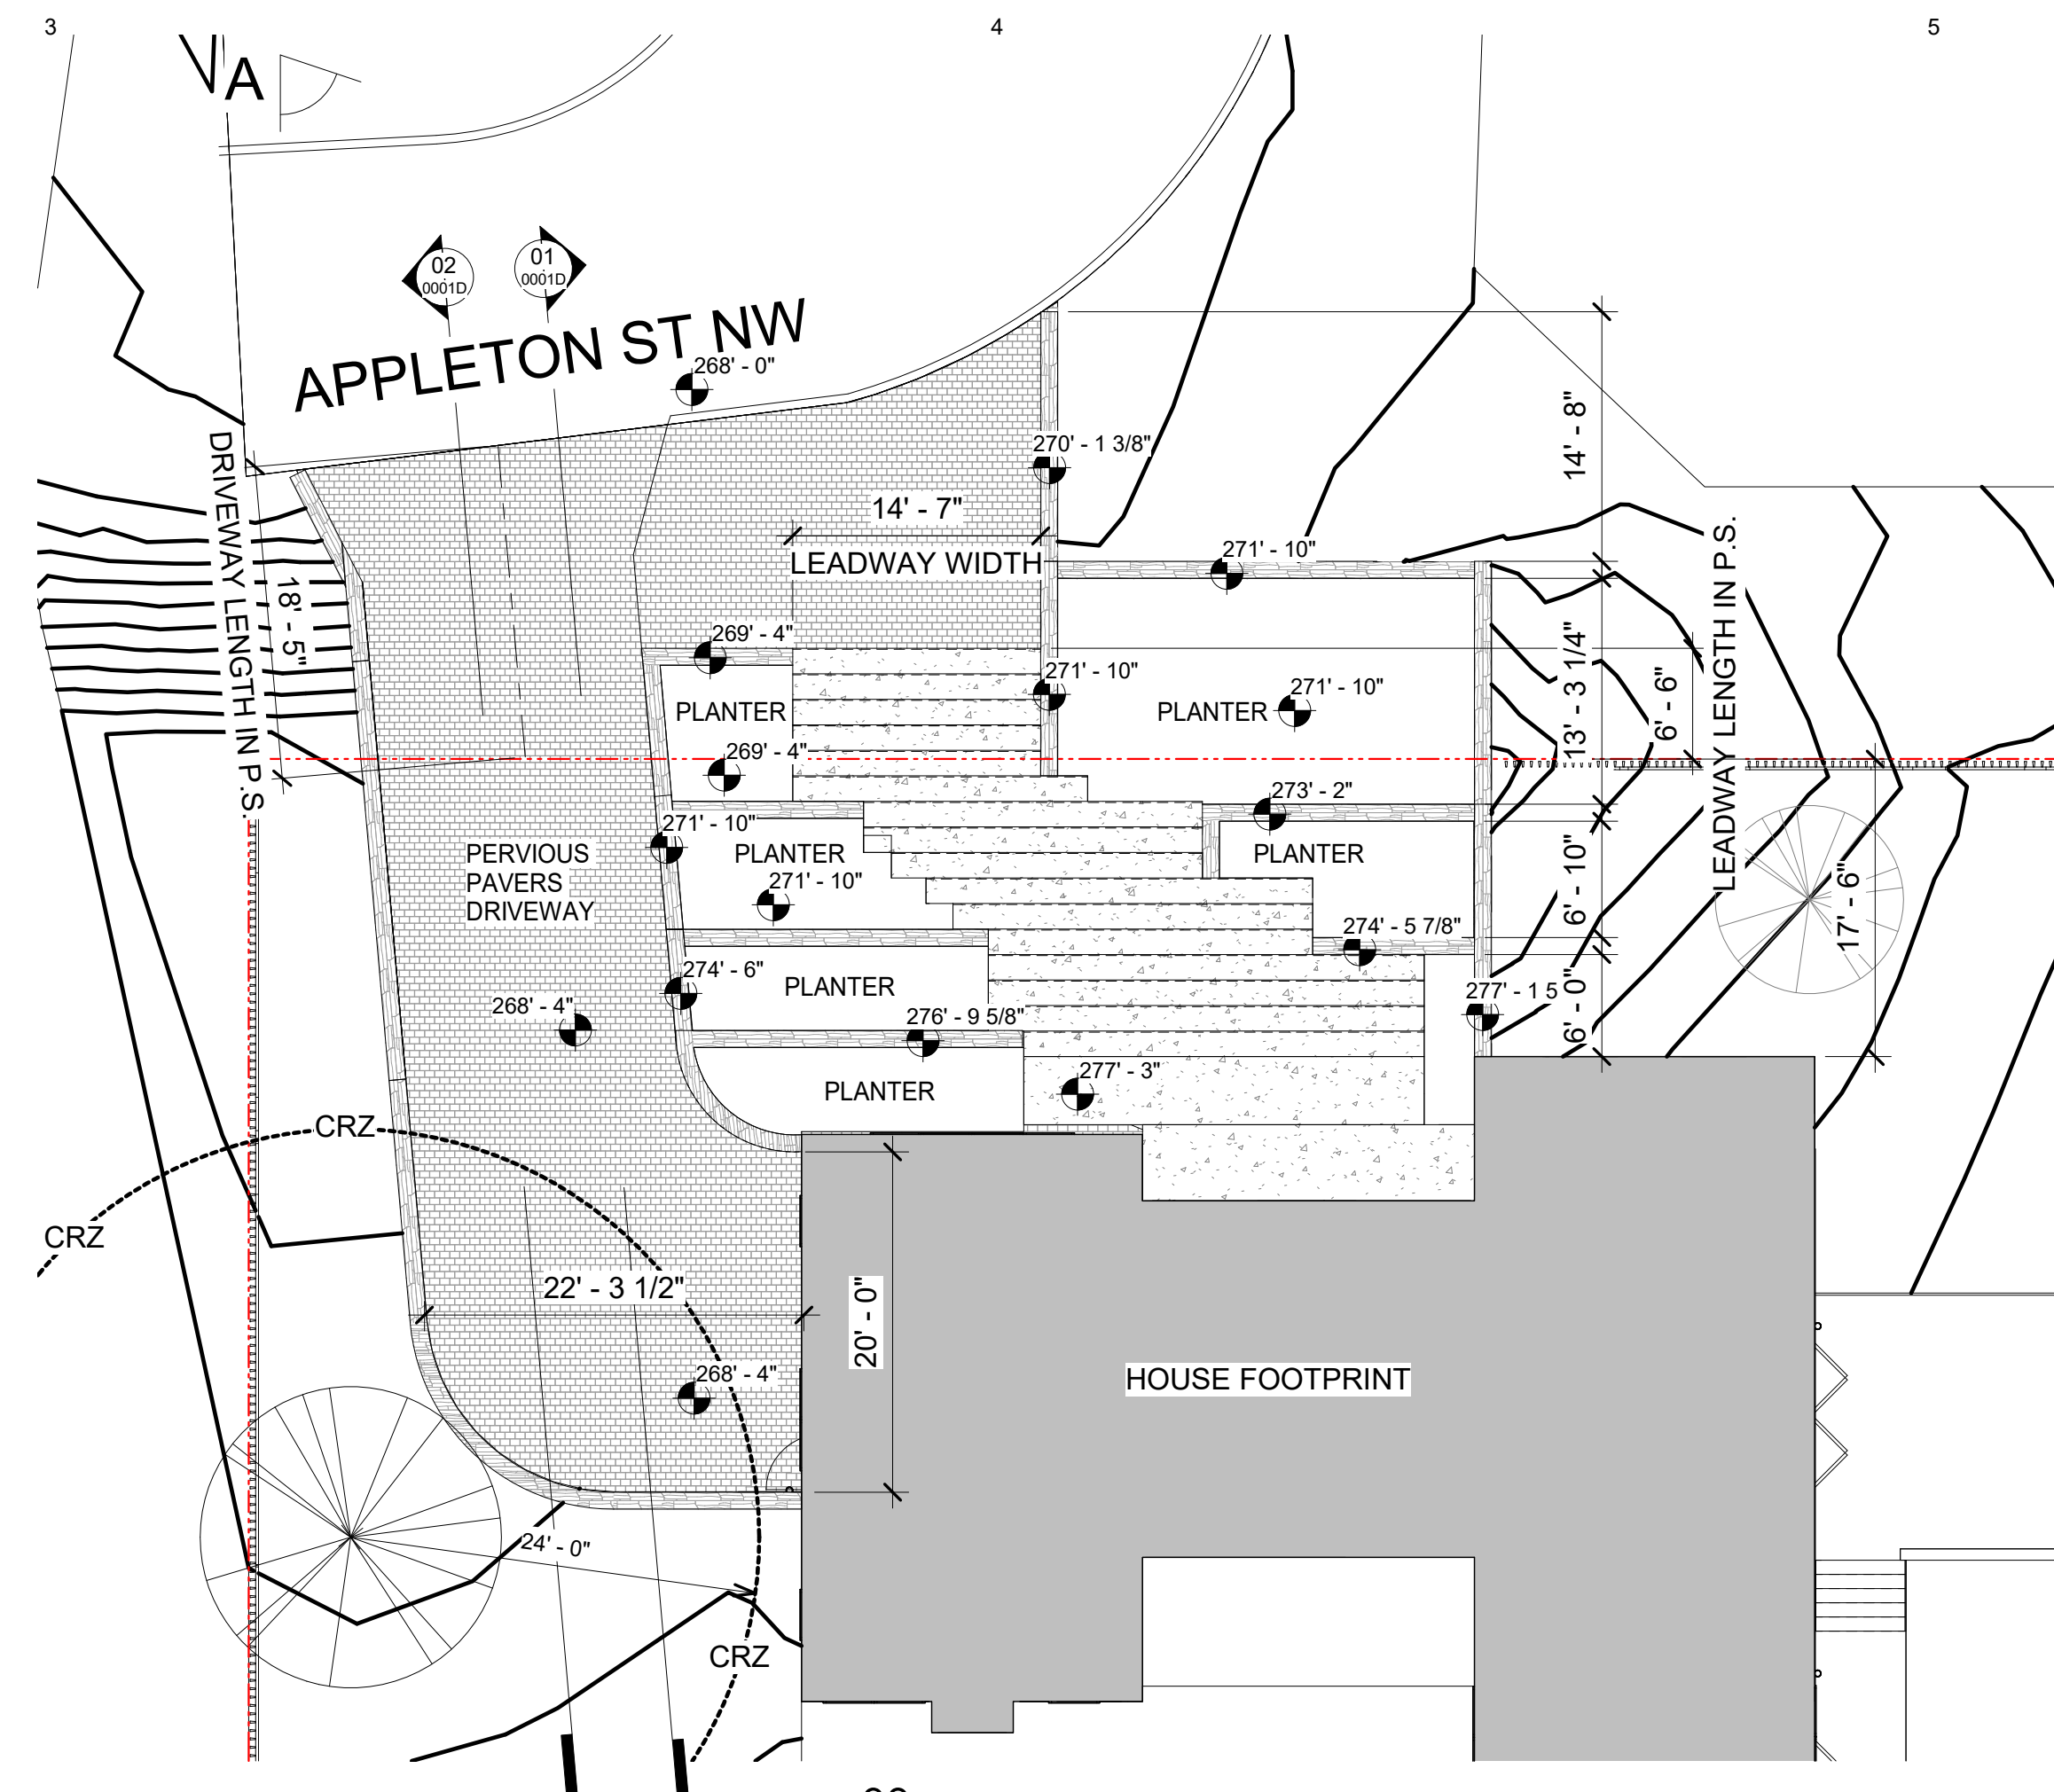 3
4
5
A
02
0001D
01
0001D
APPLETON ST NW
268' - 0"
14' - 8"
270' - 1 3/8"
DRIVEWAY LENGTH IN P.S.
18' - 5"
14' - 7"
LEADWAY WIDTH
271' - 10"
LEADWAY LENGTH IN P.S.
269' - 4"
271' - 10"
13' - 3 1/4"
6' - 6"
PLANTER
PLANTER
271' - 10"
269' - 4"
273' - 2"
271' - 10"
PERVIOUS
PAVERS
DRIVEWAY
PLANTER
PLANTER
271' - 10"
6' - 10"
17' - 6"
274' - 5 7/8"
274' - 6"
PLANTER
268' - 4"
276' - 9 5/8"
277' - 1 5
6' - 0"
277' - 3"
PLANTER
CRZ
CRZ
22' - 3 1/2"
20' - 0"
268' - 4"
HOUSE FOOTPRINT
24' - 0"
CRZ